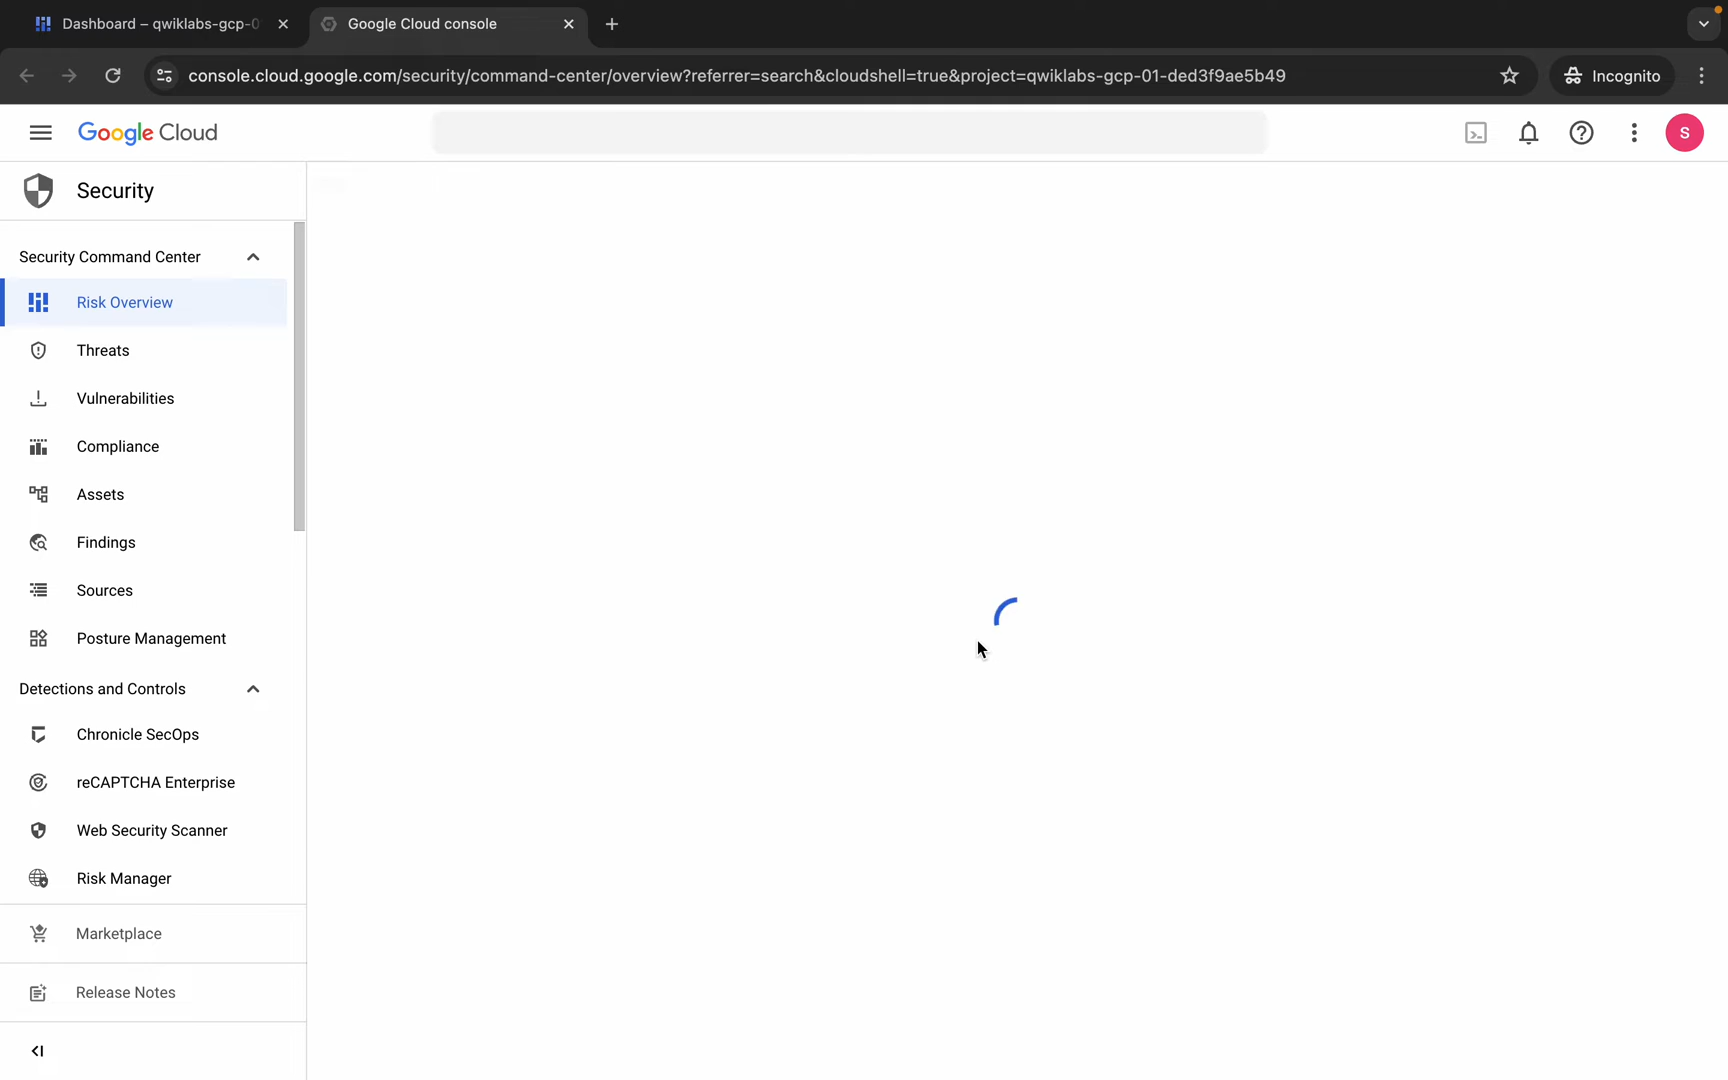 Dashboard – qwiklabs-gcp-0
Google Cloud console
console.cloud.google.com/security/command-center/overview?referrer=search&cloudshell=true&project=qwiklabs-gcp-01-ded3f9ae5b49
Incognito
Google Cloud
S
Security
Security Command Center
Risk Overview
Threats
Vulnerabilities
Compliance
Assets
Findings
Sources
Posture Management
Detections and Controls
Chronicle SecOps
reCAPTCHA Enterprise
Web Security Scanner
Risk Manager
Marketplace
Release Notes